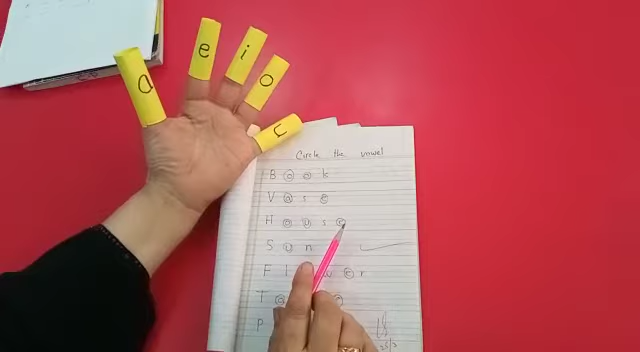 a
e
i
o
u
Circle the vowel
B o o k
V a s e
H o u s e
S u n
F l w e r
T
P